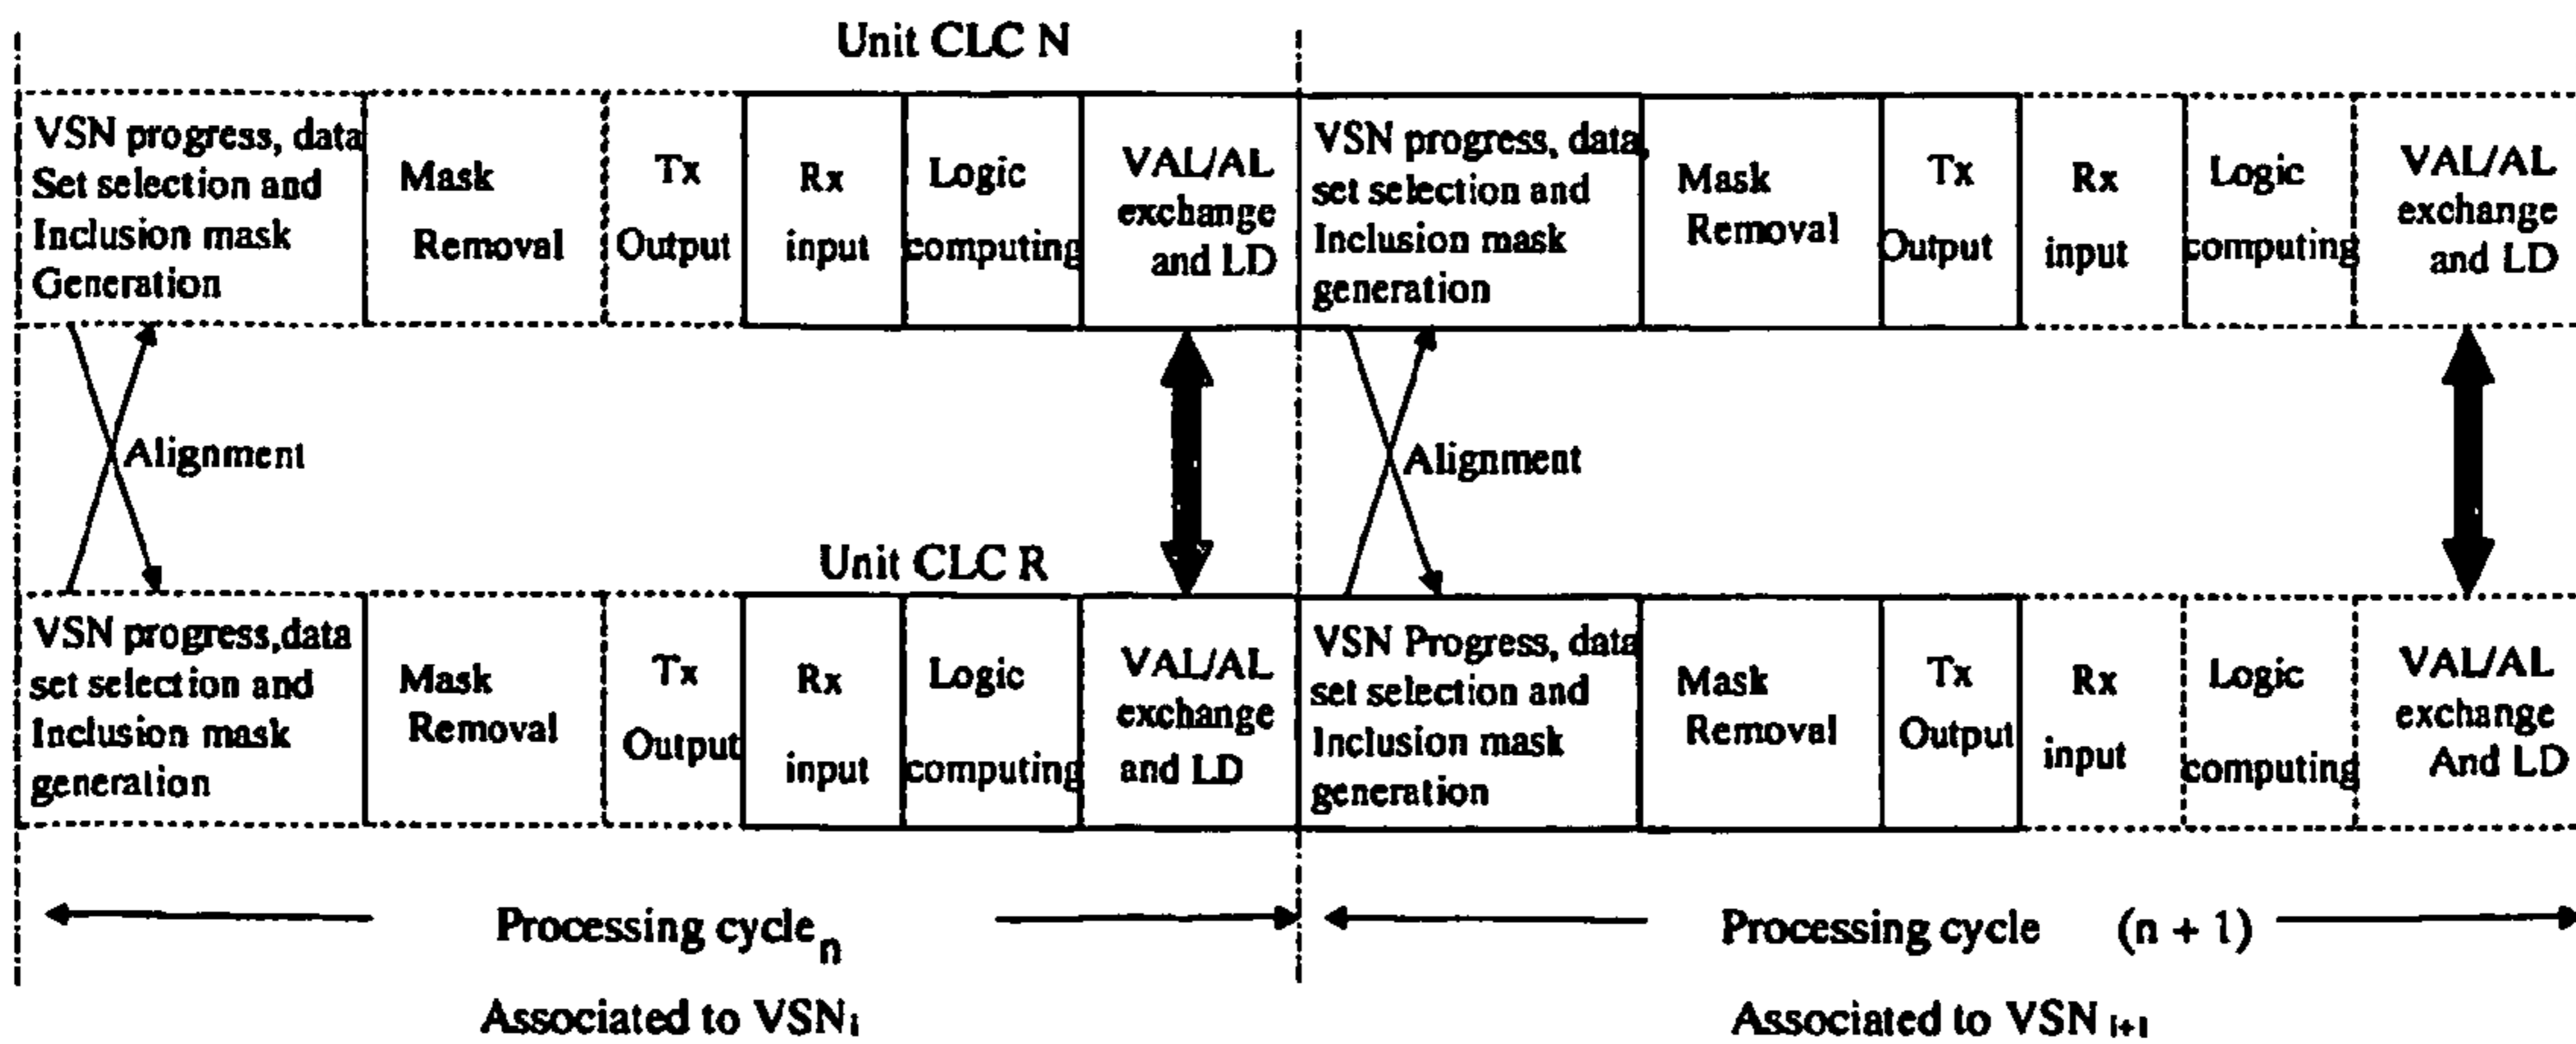 Unit CLC N
VSN progress, data
Set selection and
Inclusion mask
Generation
Mask
Removal
Tx
Output
Rx
input
Logic
computing
VAL/AL
exchange
and LD
VSN progress, data,
set selection and
Inclusion mask
generation
Mask
Removal
Tx
Output
Rx
input
Logic
computing
VAL/AL
exchange
and LD
Alignment
Alignment
Unit CLC R
VSN progress,data
set selection and
Inclusion mask
generation
Mask
Removal
Tx
Output
Rx
input
Logic
computing
VAL/AL
exchange
and LD
VSN Progress, data
set selection and
Inclusion mask
generation
Mask
Removal
Tx
Output
Rx
input
Logic
computing
VAL/AL
exchange
And LD
Processing cycle n
Processing cycle (n + 1)
Associated to VSN i
Associated to VSN i+1